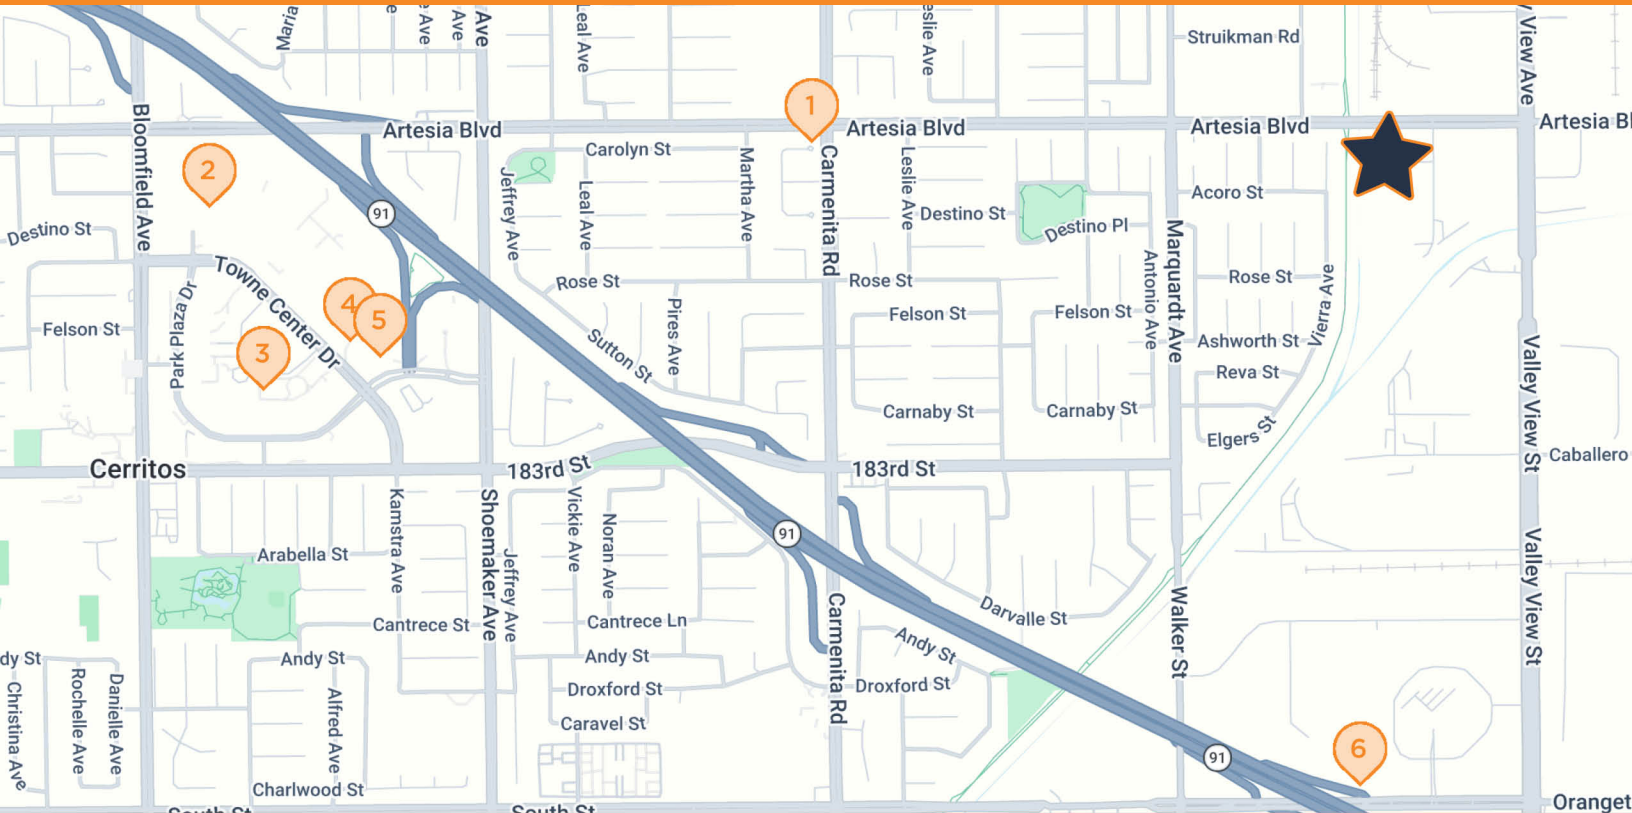 Maria
e
e Ave
Ave
Ave
Leal Ave
eslie Ave
Struikman Rd
y View Ave
Bloomfield Ave
Artesia Blvd
1
Artesia Blvd
Artesia Blvd
Artesia Bl
2
Carolyn St
Jeffrey Ave
Leal Ave
Martha Ave
Carmenita Rd
Leslie Ave
Acoro St
Destino St
91
Destino St
Destino Pl
Towne Center Dr
Park Plaza Dr
Rose St
Rose St
Marquardt Ave
Antonio Ave
Rose St
Vierra Ave
4
5
3
Felson St
Pires Ave
Sutton St
Felson St
Felson St
Ashworth St
Reva St
Valley View St
Carnaby St
Carnaby St
Elgers St
Cerritos
183rd St
183rd St
Caballero
Kamstra Ave
Shoemaker Ave
Vickie Ave
Noran Ave
91
Arabella St
Jeffrey Ave
Valley View St
Cantrece St
Cantrece Ln
Carmenita Rd
Darvalle St
Walker St
dy St
Andy St
Andy St
Andy St
Christina Ave
Rochelle Ave
Danielle Ave
Alfred Ave
Droxford St
Droxford St
Caravel St
91
6
Charlwood St
South St
South St
Oranget